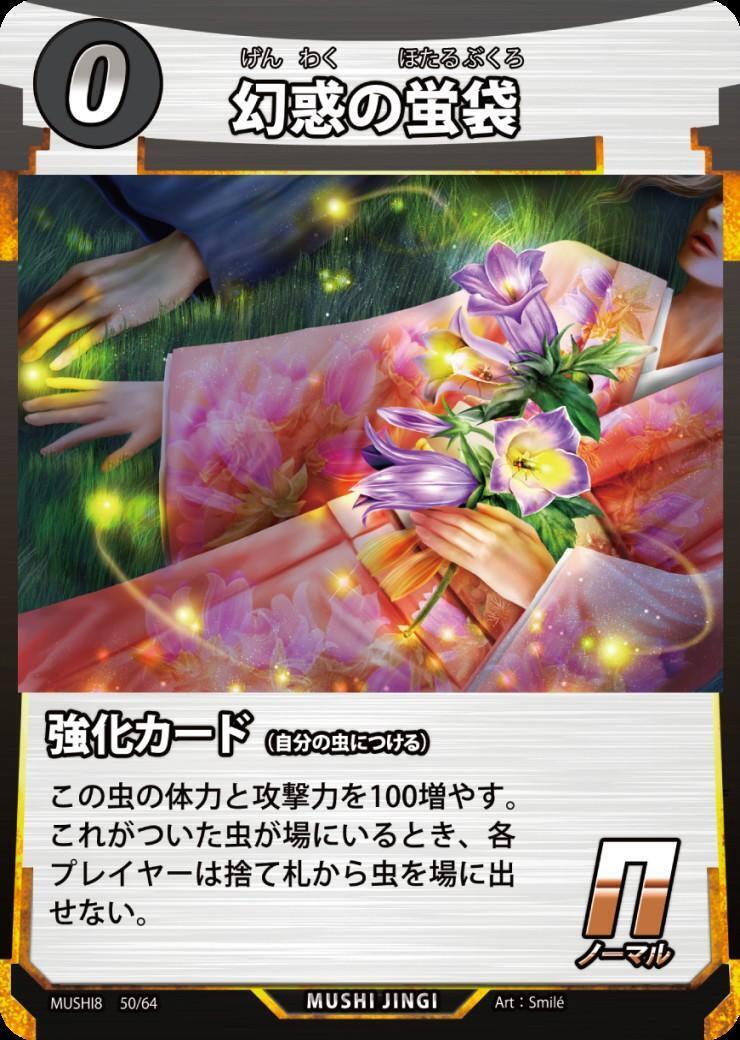 0
げん わく ほたるぶくろ
幻惑の蛍袋
強化カード (自分の虫につける)
この虫の体力と攻撃力を100増やす。
これがついた虫が場にいるとき、各
プレイヤーは捨て札から虫を場に出
せない。
ノーマル
MUSHI8 50/64 MUSHI JINGI Art：Smilé